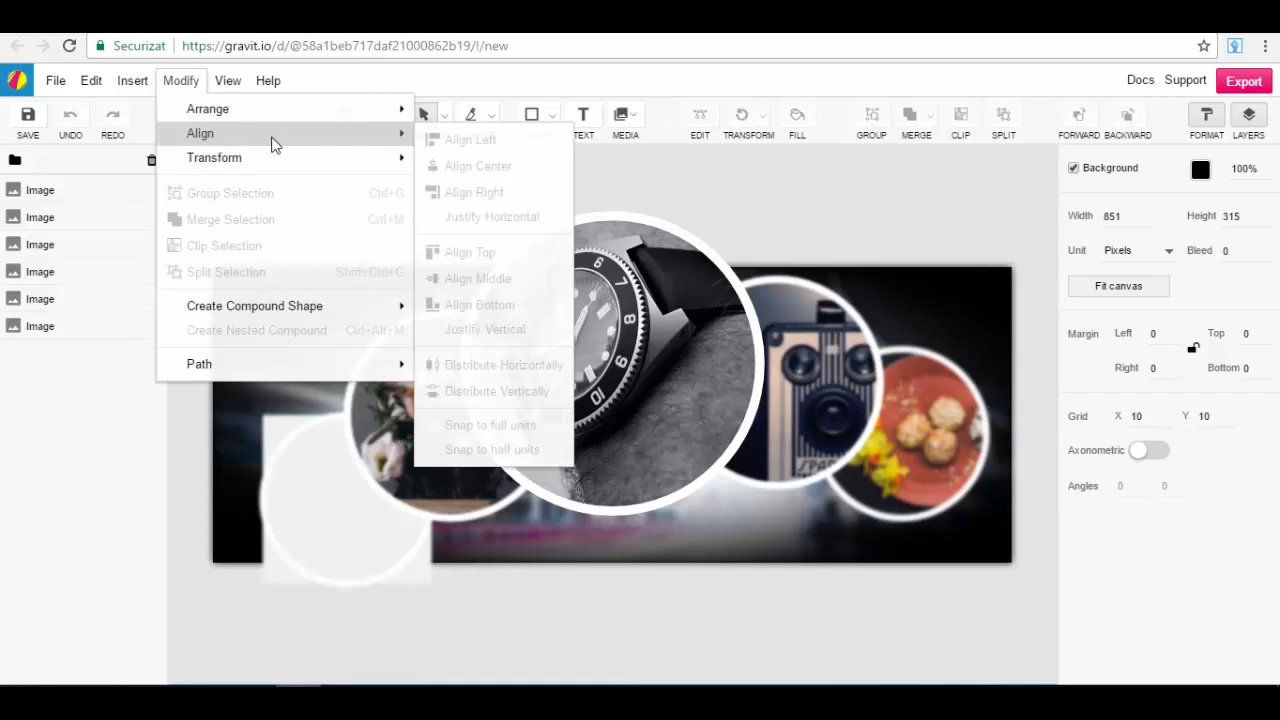 Securizat https://gravit.io/d/@58a1beb717daf21000862b19/l/new
File Edit Insert Modify View Help Docs Support Export
SAVE UNDO REDO TEXT MEDIA EDIT TRANSFORM FILL GROUP MERGE CLIP SPLIT FORWARD BACKWARD FORMAT LAYERS
Image
Image
Image
Image
Image
Image
Arrange
Align
Transform
Group Selection Ctrl+G
Merge Selection Ctrl+M
Clip Selection
Split Selection Shift+Ctrl+G
Create Compound Shape
Create Nested Compound Ctrl+Alt+M
Path
Align Left
Align Center
Align Right
Justify Horizontal
Align Top
Align Middle
Align Bottom
Justify Vertical
Distribute Horizontally
Distribute Vertically
Snap to full units
Snap to half units
6
7
8
9
10
Background 100%
Width 851 Height 315
Unit Pixels Bleed 0
Fit canvas
Margin Left 0 Top 0
Right 0 Bottom 0
Grid X 10 Y 10
Axonometric
Angles 0 0